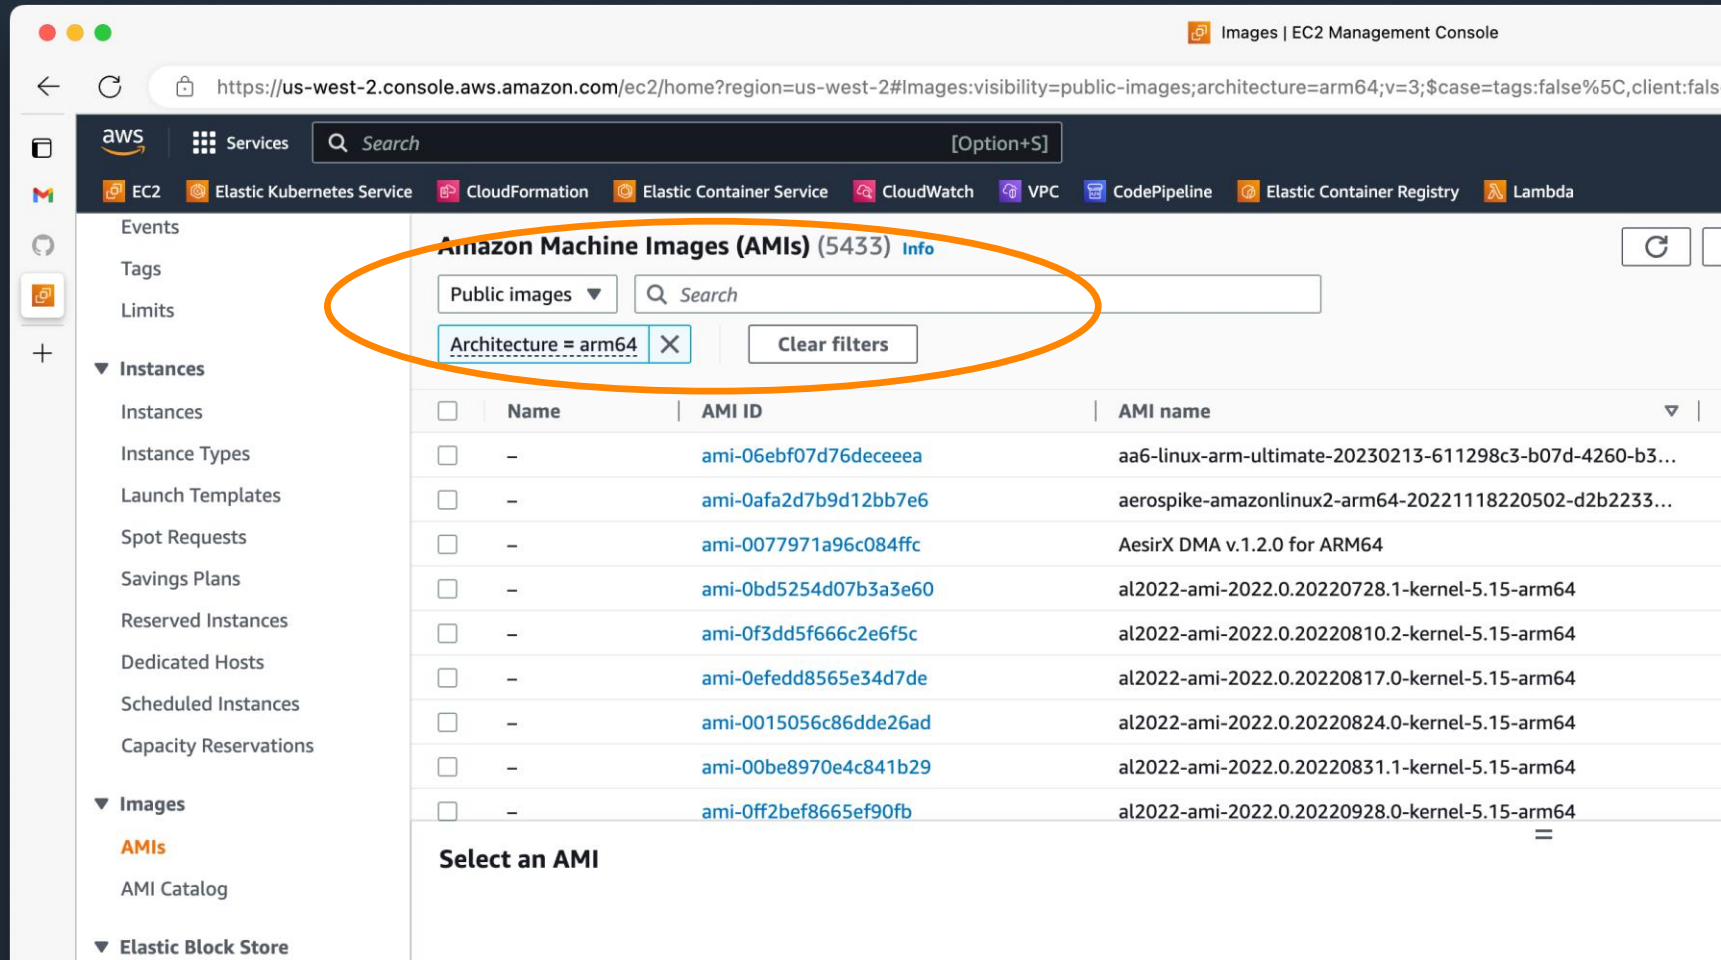 Images | EC2 Management Console
https://us-west-2.console.aws.amazon.com/ec2/home?region=us-west-2#Images:visibility=public-images;architecture=arm64;v=3;$case=tags:false%5C,client:fals
aws Services Search [Option+S]
EC2 Elastic Kubernetes Service CloudFormation Elastic Container Service CloudWatch VPC CodePipeline Elastic Container Registry Lambda
Events
Tags
Limits
Instances
Instances
Instance Types
Launch Templates
Spot Requests
Savings Plans
Reserved Instances
Dedicated Hosts
Scheduled Instances
Capacity Reservations
Images
AMIs
AMI Catalog
Elastic Block Store
Amazon Machine Images (AMIs) (5433) Info
Public images Search
Architecture = arm64 Clear filters
Name AMI ID AMI name
– ami-06ebf07d76deceeea aa6-linux-arm-ultimate-20230213-611298c3-b07d-4260-b3...
– ami-0afa2d7b9d12bb7e6 aerospike-amazonlinux2-arm64-20221118220502-d2b2233...
– ami-0077971a96c084ffc AesirX DMA v.1.2.0 for ARM64
– ami-0bd5254d07b3a3e60 al2022-ami-2022.0.20220728.1-kernel-5.15-arm64
– ami-0f3dd5f666c2e6f5c al2022-ami-2022.0.20220810.2-kernel-5.15-arm64
– ami-0efedd8565e34d7de al2022-ami-2022.0.20220817.0-kernel-5.15-arm64
– ami-0015056c86dde26ad al2022-ami-2022.0.20220824.0-kernel-5.15-arm64
– ami-00be8970e4c841b29 al2022-ami-2022.0.20220831.1-kernel-5.15-arm64
– ami-0ff2bef8665ef90fb al2022-ami-2022.0.20220928.0-kernel-5.15-arm64
Select an AMI